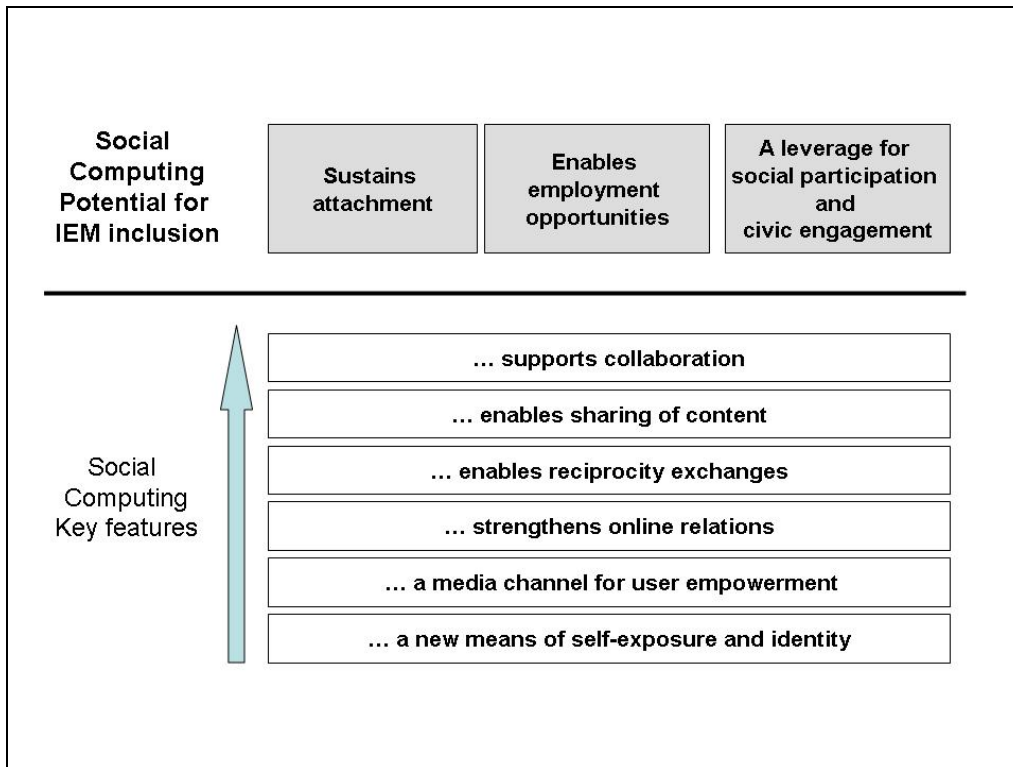 Social
Computing
Potential for
IEM inclusion
Sustains
attachment
Enables
employment
opportunities
A leverage for
social participation
and
civic engagement
Social
Computing
Key features
… supports collaboration
… enables sharing of content
… enables reciprocity exchanges
… strengthens online relations
… a media channel for user empowerment
… a new means of self-exposure and identity